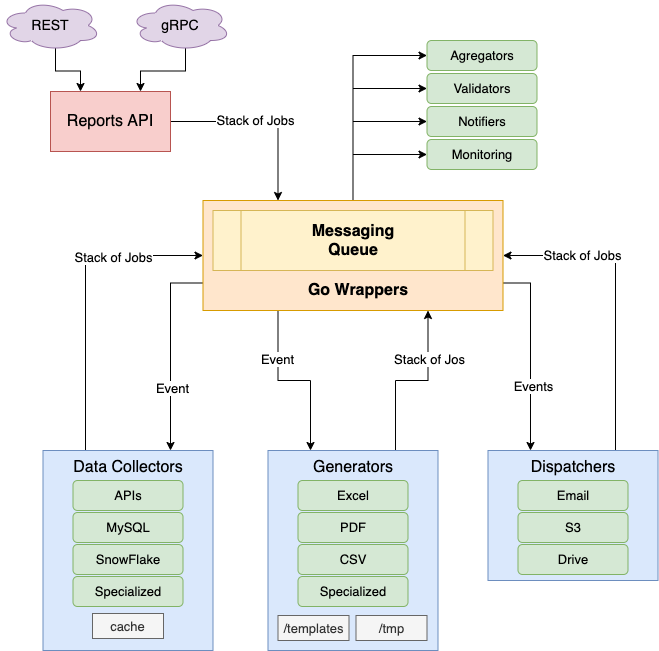 REST
gRPC
Reports API
Stack of Jobs
Agregators
Validators
Notifiers
Monitoring
Messaging
Queue
Go Wrappers
Stack of Jobs
Stack of Jobs
Event
Event
Stack of Jos
Events
Data Collectors
APIs
MySQL
SnowFlake
Specialized
cache
Generators
Excel
PDF
CSV
Specialized
/templates
/tmp
Dispatchers
Email
S3
Drive